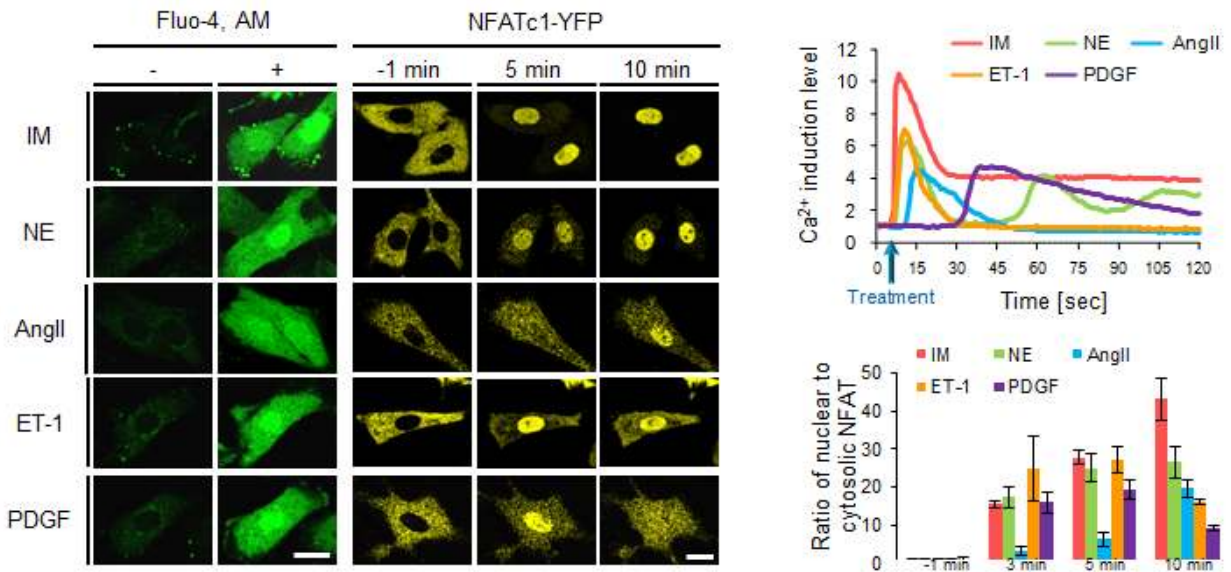 Fluo-4, AM
NFATc1-YFP
-
+
-1 min
5 min
10 min
IM
NE
AngII
ET-1
PDGF
12
10
8
6
4
2
0
Ca²⁺ induction level
IM
NE
AngII
ET-1
PDGF
0
15
30
45
60
75
90
105
120
Treatment
Time [sec]
IM
NE
AngII
ET-1
PDGF
50
40
30
20
10
0
Ratio of nuclear to
cytosolic NFAT
-1 min
3 min
5 min
10 min